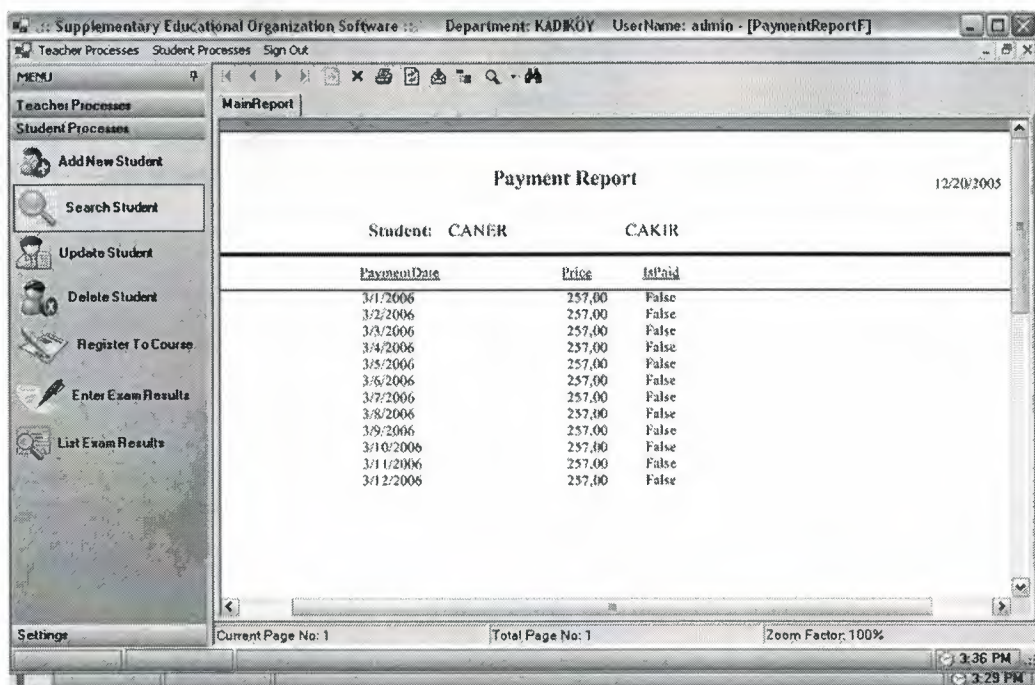 .:: Supplementary Educational Organization Software ::. Department: KADIKÖY UserName: admin - [PaymentReportF]
Teacher Processes Student Processes Sign Out
MENU
Teacher Processes
Student Processes
Add New Student
Search Student
Update Student
Delete Student
Register To Course
Enter Exam Results
List Exam Results
Settings
MainReport
Payment Report
12/20/2005
Student: CANER CAKIR
PaymentDate Price IsPaid
3/1/2006 257,00 False
3/2/2006 257,00 False
3/3/2006 257,00 False
3/4/2006 257,00 False
3/5/2006 257,00 False
3/6/2006 257,00 False
3/7/2006 257,00 False
3/8/2006 257,00 False
3/9/2006 257,00 False
3/10/2006 257,00 False
3/11/2006 257,00 False
3/12/2006 257,00 False
Current Page No: 1 Total Page No: 1 Zoom Factor: 100%
3:36 PM
3:29 PM